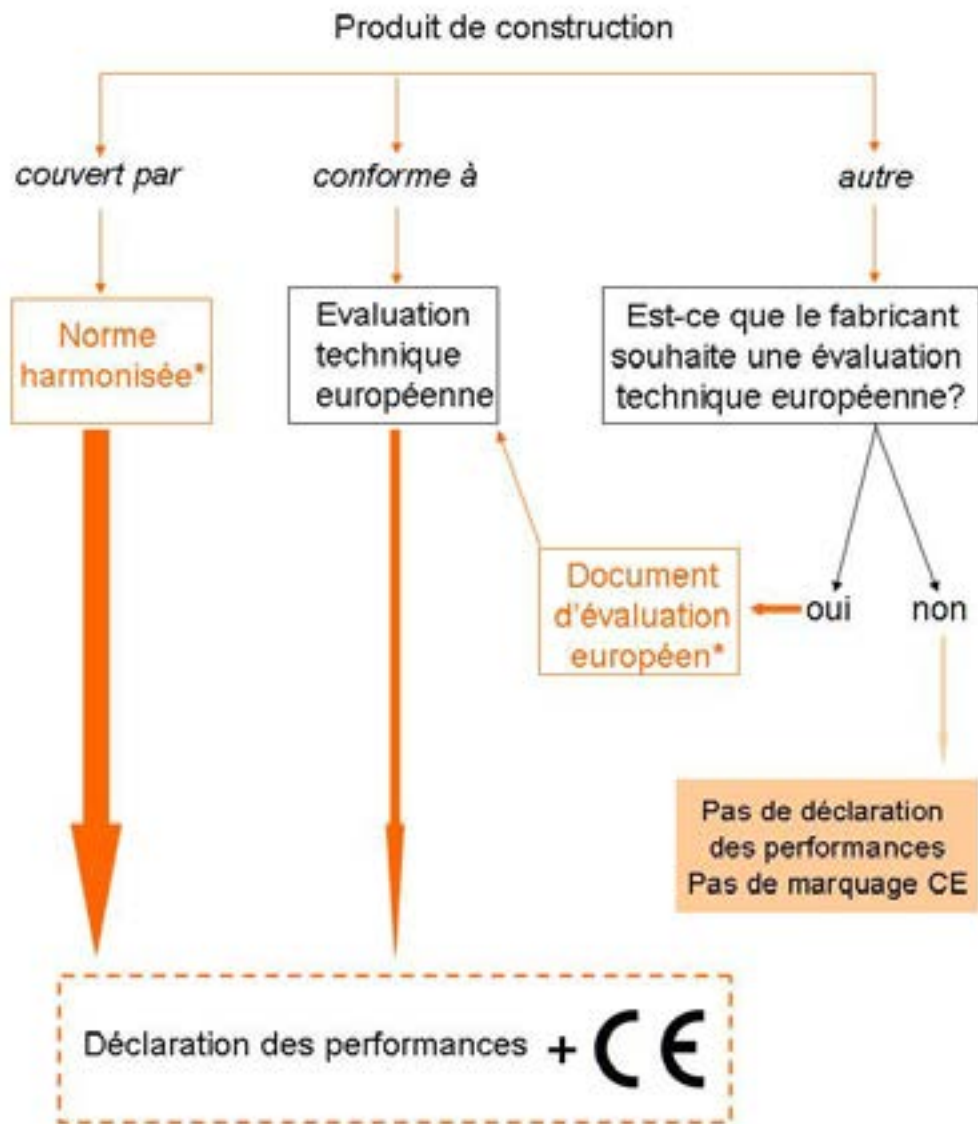 Produit de construction
couvert par
conforme à
autre
Norme
harmonisée*
Evaluation
technique
européenne
Est-ce que le fabricant
souhaite une évaluation
technique européenne?
Document
d'évaluation
européen*
oui
non
Pas de déclaration
des performances
Pas de marquage CE
Déclaration des performances + CE